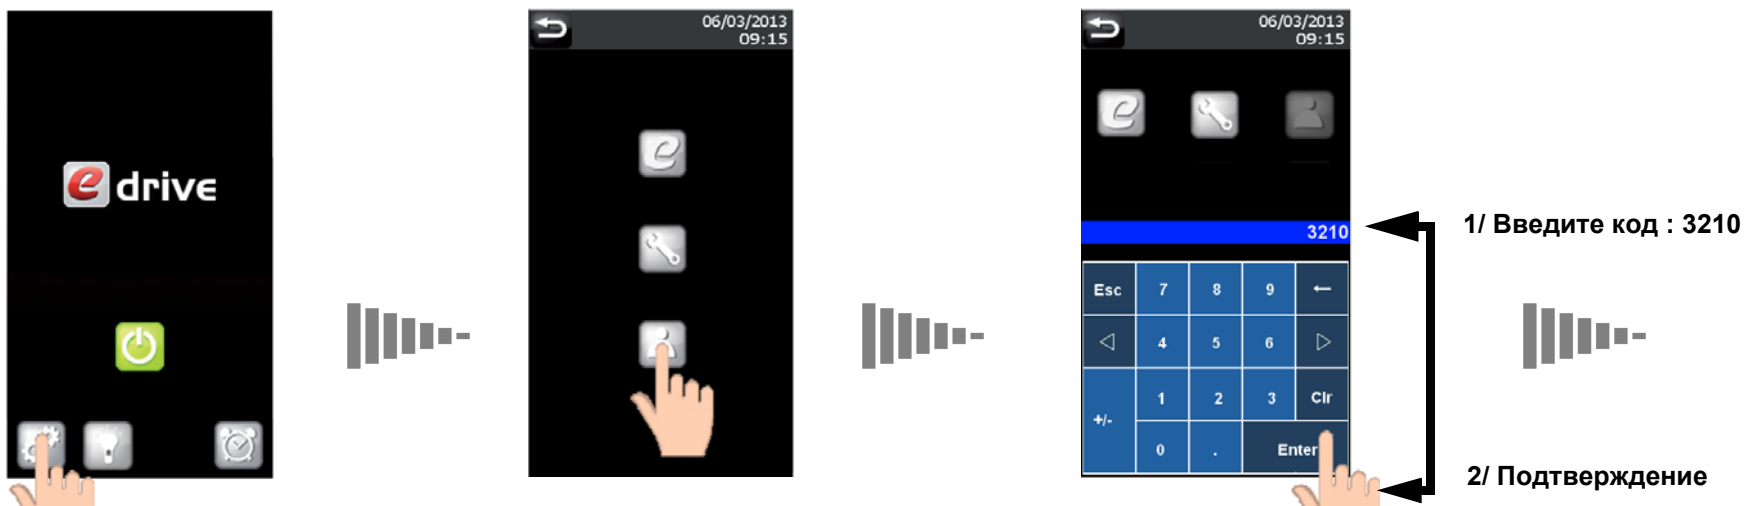 e drive
06/03/2013
09:15
e
06/03/2013
09:15
e
3210
Esc 7 8 9 ←
◁ 4 5 6 ▷
+/- 1 2 3 Clr
0 . Enter
1/ Введите код : 3210
2/ Подтверждение